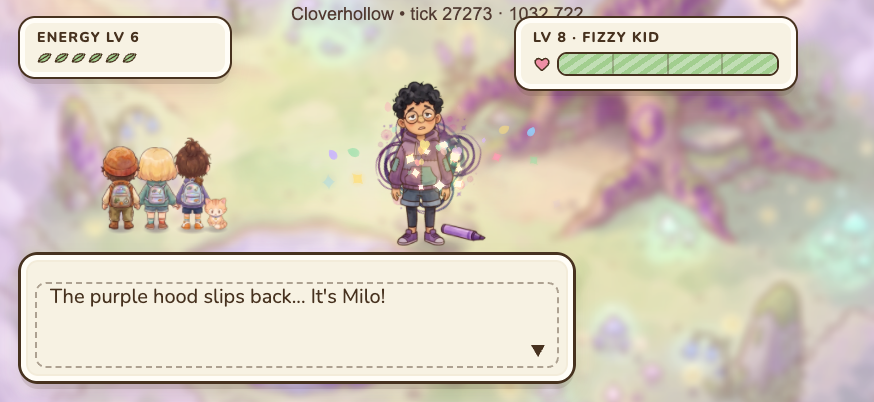 Cloverhollow • tick 27273 · 1032,722
ENERGY LV 6
LV 8 · FIZZY KID
The purple hood slips back... It's Milo!